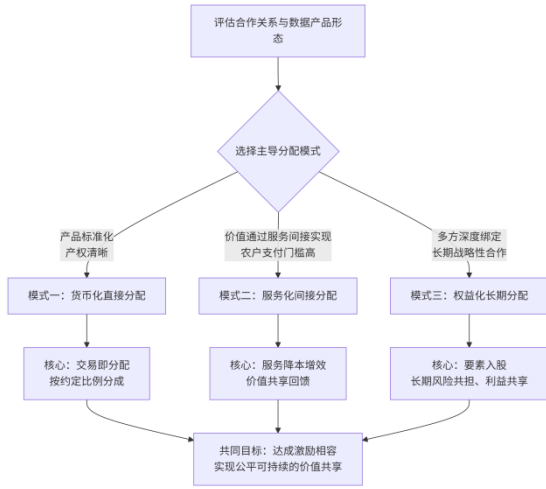 评估合作关系与数据产品形
态
选择主导分配模式
产品标准化
产权清晰
价值通过服务间接实现
农户支付门槛高
多方深度绑定
长期战略性合作
模式一：货币化直接分配
模式二：服务化间接分配
模式三：权益化长期分配
核心：交易即分配
按约定比例分成
核心：服务降本增效
价值共享回馈
核心：要素入股
长期风险共担、利益共享
共同目标：达成激励相容
实现公平可持续的价值共享